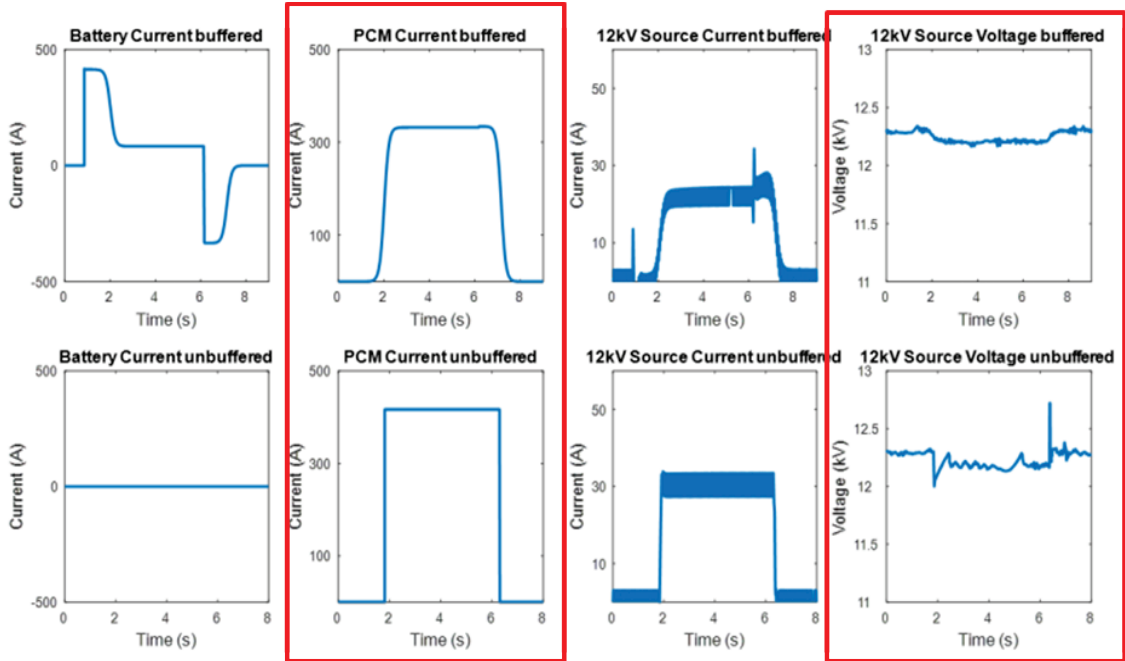 Battery Current buffered
500
0
-500
Current (A)
0 2 4 6 8
Time (s)
PCM Current buffered
500
300
100
Current (A)
0 2 4 6 8
Time (s)
12kV Source Current buffered
50
30
10
Current (A)
0 2 4 6 8
Time (s)
12kV Source Voltage buffered
13
12.5
12
11.5
11
Voltage (kV)
0 2 4 6 8
Time (s)
Battery Current unbuffered
500
0
-500
Current (A)
0 2 4 6 8
Time (s)
PCM Current unbuffered
500
300
100
Current (A)
0 2 4 6 8
Time (s)
12kV Source Current unbuffered
50
30
10
Current (A)
0 2 4 6 8
Time (s)
12kV Source Voltage unbuffered
13
12.5
12
11.5
11
Voltage (kV)
0 2 4 6 8
Time (s)